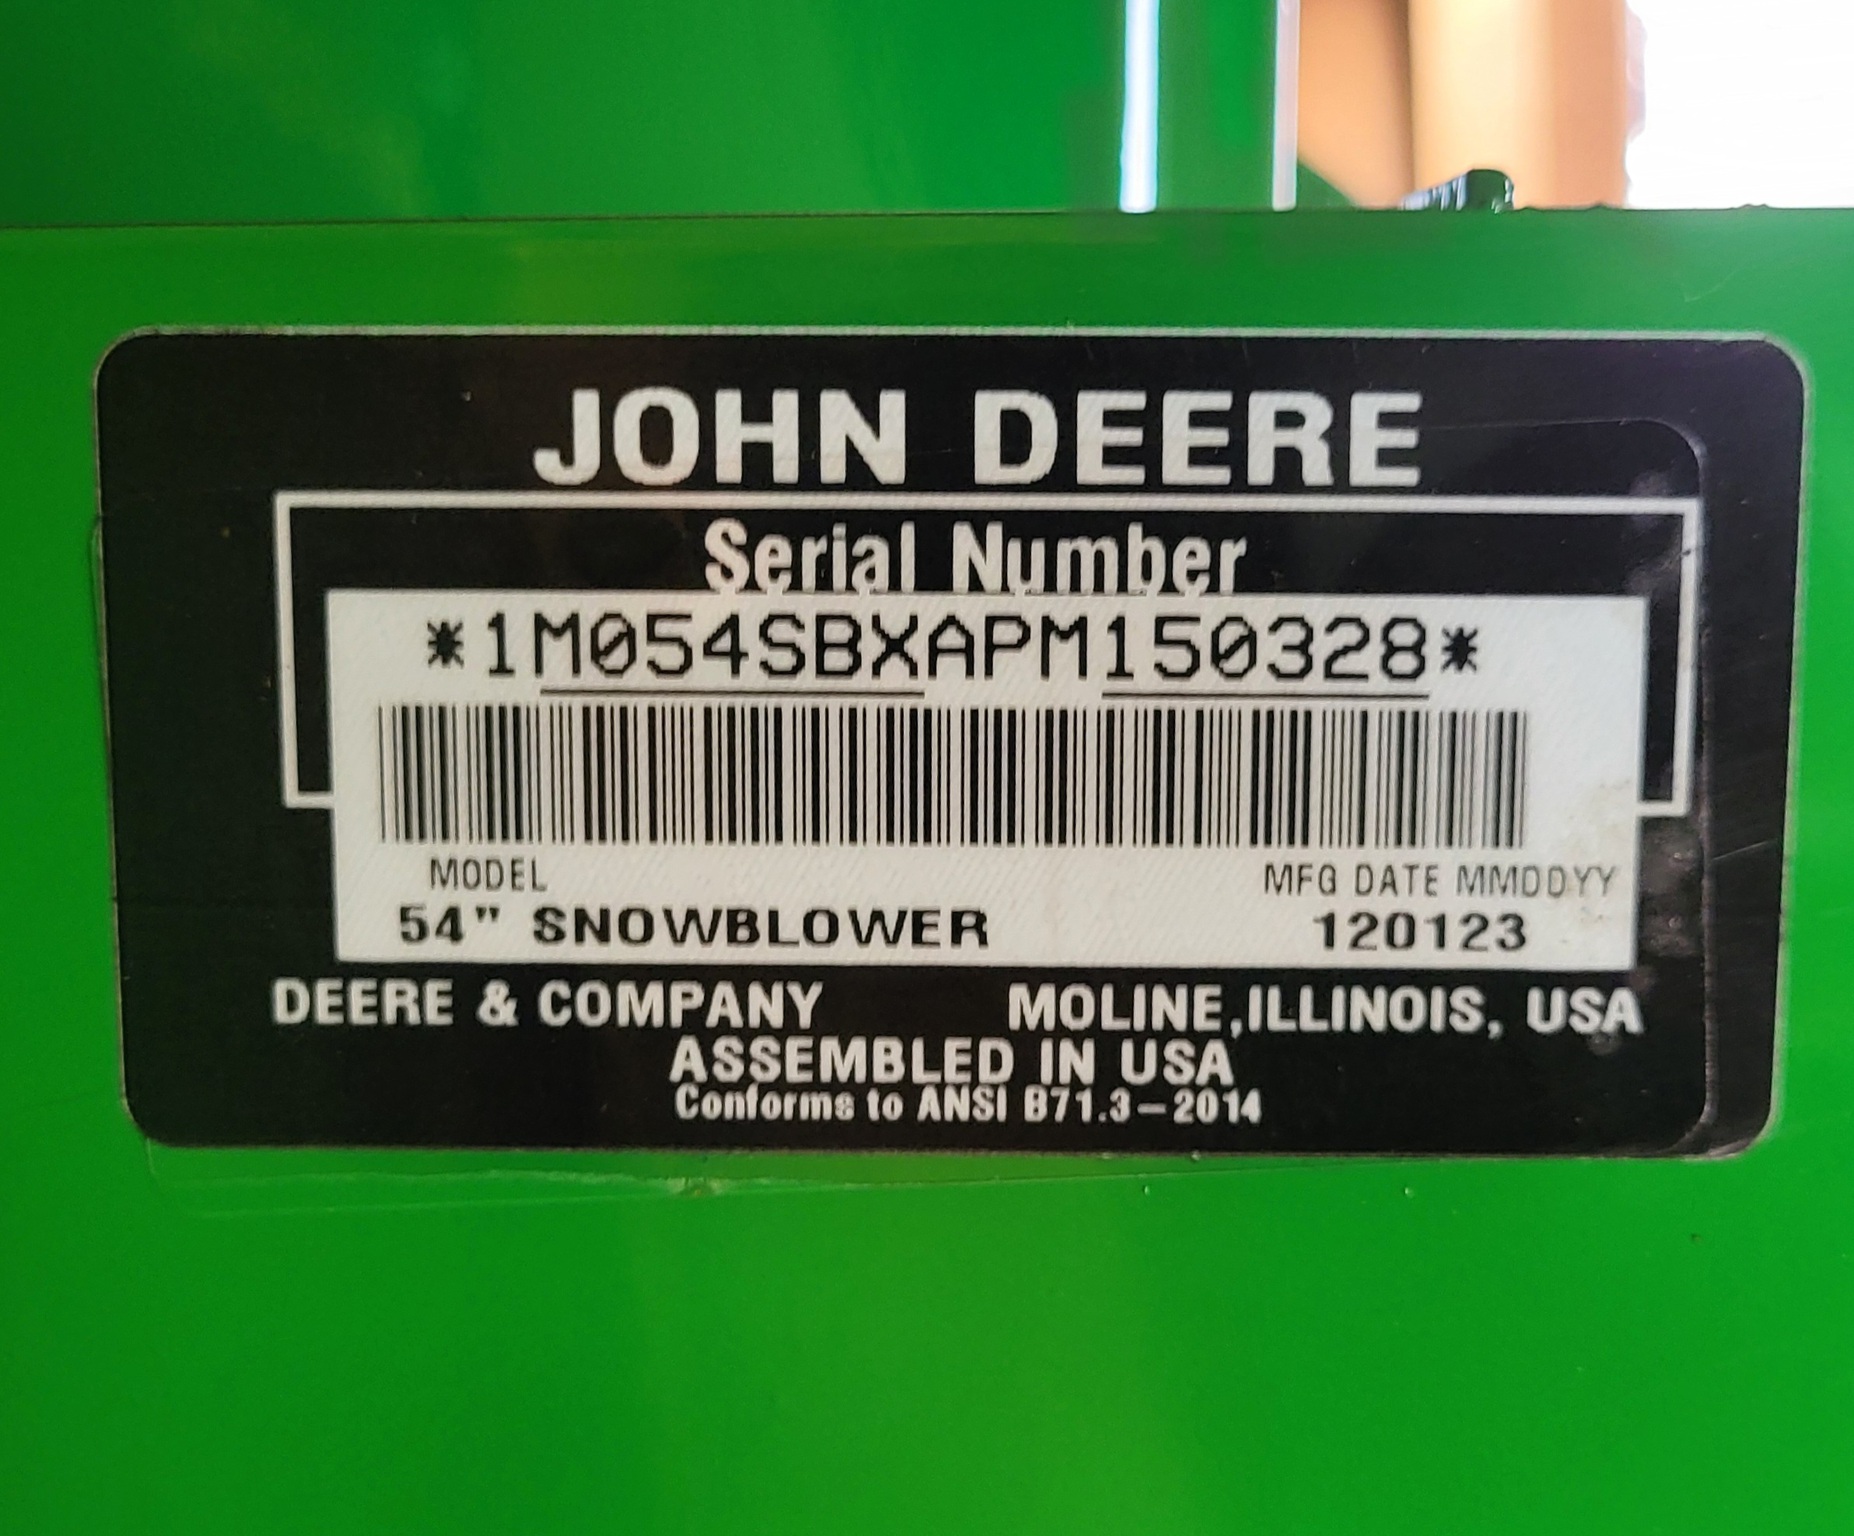 JOHN DEERE
Serial Number
*1M054SBXAPM150328*
MODEL MFG DATE MMDDYY
54" SNOWBLOWER 120123
DEERE & COMPANY MOLINE,ILLINOIS, USA
ASSEMBLED IN USA
Conforms to ANSI B71.3-2014